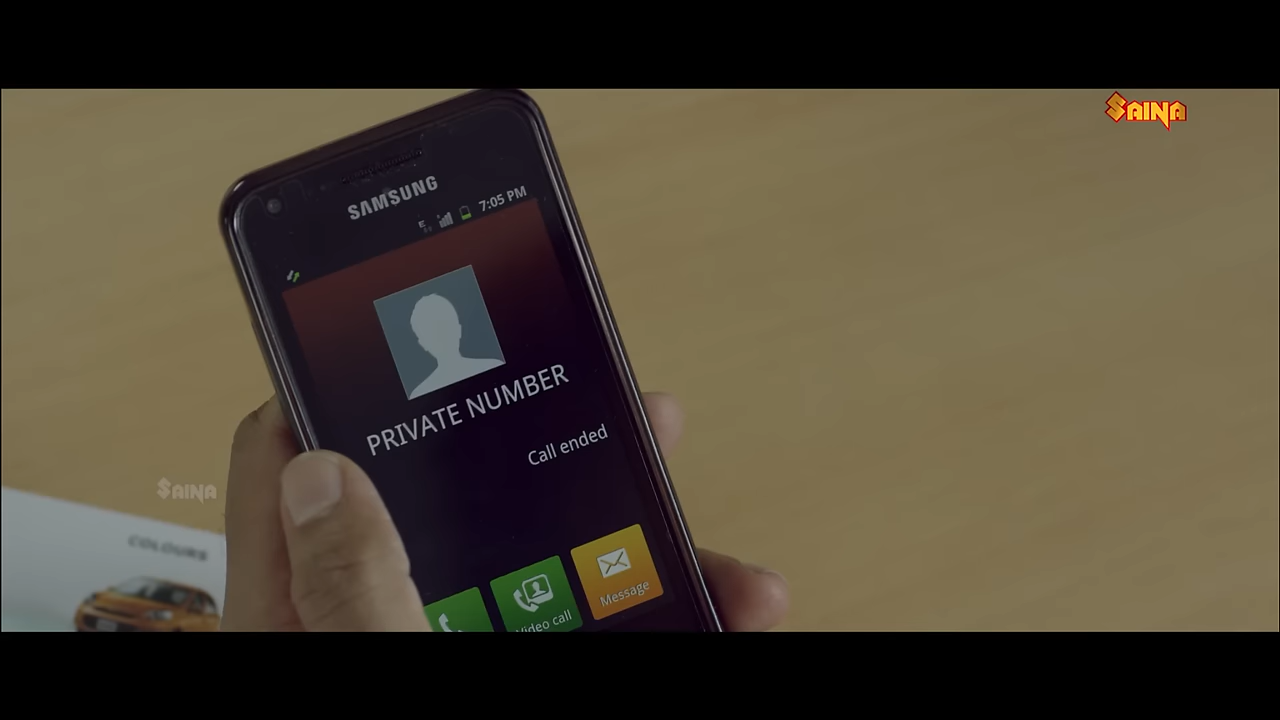 SAINA
SAMSUNG
7:05 PM
PRIVATE NUMBER
Call ended
SAINA
COLOURS
Video call
Message